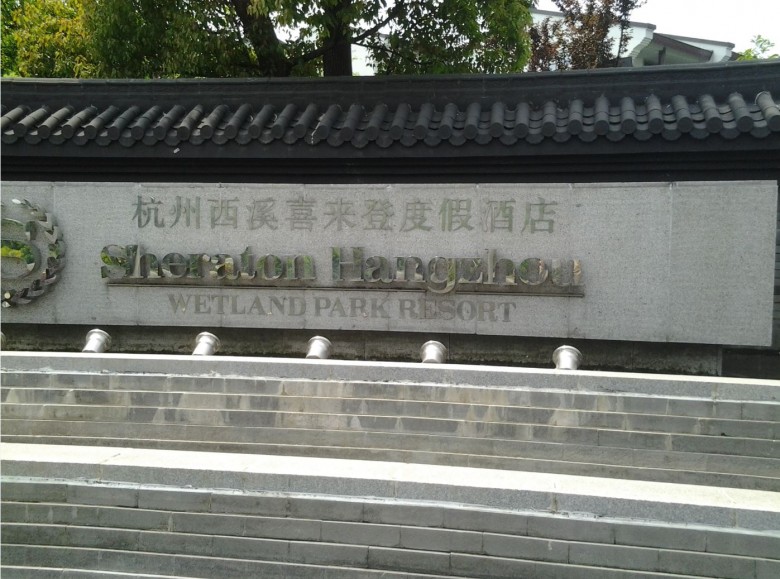 杭州西溪喜来登度假酒店
Sheraton Hangzhou
WETLAND PARK RESORT